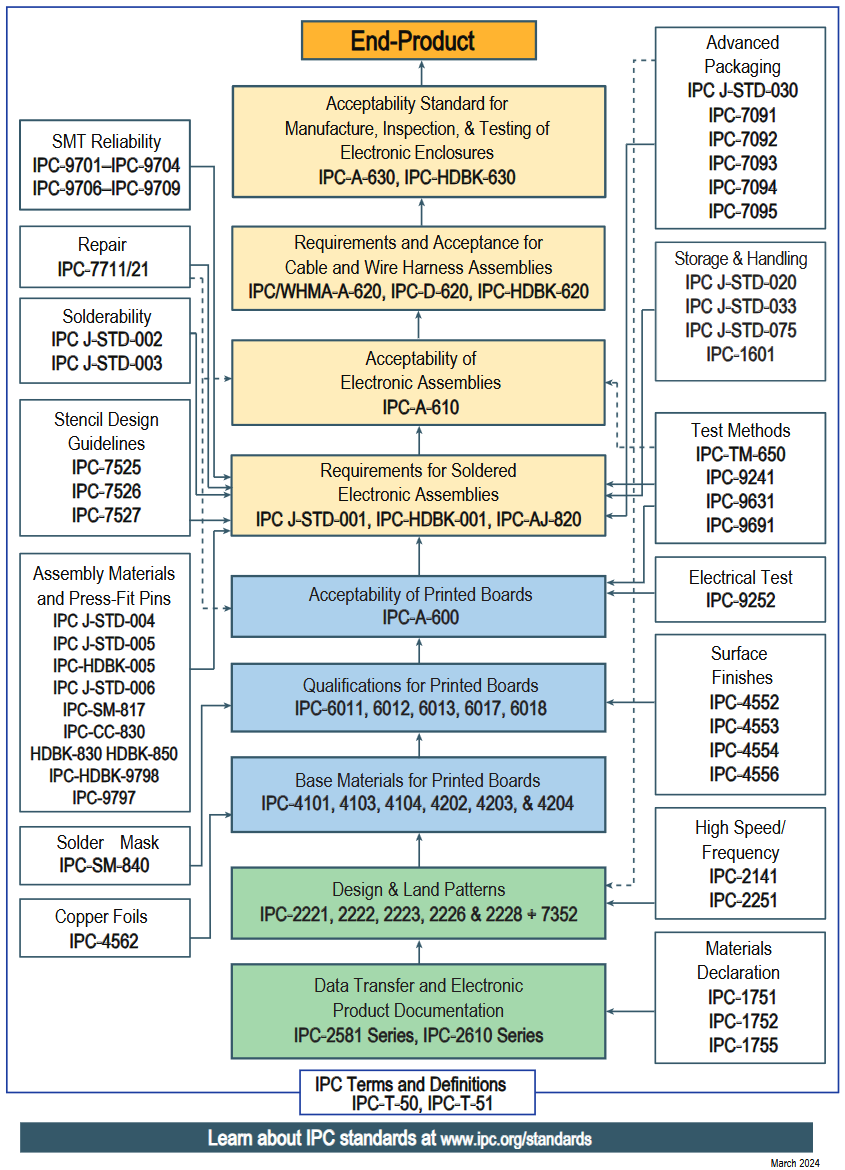 End-Product
Acceptability Standard for
Manufacture, Inspection, & Testing of
Electronic Enclosures
IPC-A-630, IPC-HDBK-630
Requirements and Acceptance for
Cable and Wire Harness Assemblies
IPC/WHMA-A-620, IPC-D-620, IPC-HDBK-620
Acceptability of
Electronic Assemblies
IPC-A-610
Requirements for Soldered
Electronic Assemblies
IPC J-STD-001, IPC-HDBK-001, IPC-AJ-820
Acceptability of Printed Boards
IPC-A-600
Qualifications for Printed Boards
IPC-6011, 6012, 6013, 6017, 6018
Base Materials for Printed Boards
IPC-4101, 4103, 4104, 4202, 4203, & 4204
Design & Land Patterns
IPC-2221, 2222, 2223, 2226 & 2228 + 7352
Data Transfer and Electronic
Product Documentation
IPC-2581 Series, IPC-2610 Series
SMT Reliability
IPC-9701–IPC-9704
IPC-9706–IPC-9709
Repair
IPC-7711/21
Solderability
IPC J-STD-002
IPC J-STD-003
Stencil Design
Guidelines
IPC-7525
IPC-7526
IPC-7527
Assembly Materials
and Press-Fit Pins
IPC J-STD-004
IPC J-STD-005
IPC-HDBK-005
IPC J-STD-006
IPC-SM-817
IPC-CC-830
HDBK-830 HDBK-850
IPC-HDBK-9798
IPC-9797
Solder Mask
IPC-SM-840
Copper Foils
IPC-4562
Advanced
Packaging
IPC J-STD-030
IPC-7091
IPC-7092
IPC-7093
IPC-7094
IPC-7095
Storage & Handling
IPC J-STD-020
IPC J-STD-033
IPC J-STD-075
IPC-1601
Test Methods
IPC-TM-650
IPC-9241
IPC-9631
IPC-9691
Electrical Test
IPC-9252
Surface
Finishes
IPC-4552
IPC-4553
IPC-4554
IPC-4556
High Speed/
Frequency
IPC-2141
IPC-2251
Materials
Declaration
IPC-1751
IPC-1752
IPC-1755
IPC Terms and Definitions
IPC-T-50, IPC-T-51
Learn about IPC standards at www.ipc.org/standards
March 2024